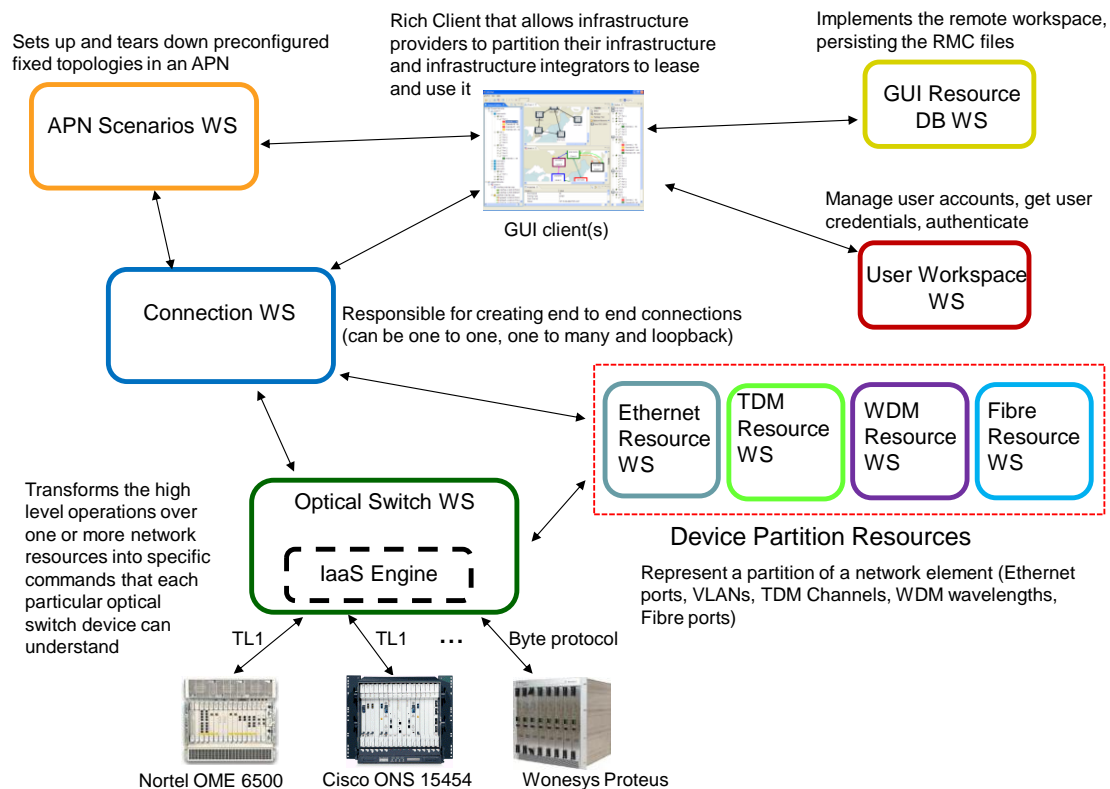 Sets up and tears down preconfigured
fixed topologies in an APN
APN Scenarios WS
Rich Client that allows infrastructure
providers to partition their infrastructure
and infrastructure integrators to lease
and use it
GUI client(s)
Implements the remote workspace,
persisting the RMC files
GUI Resource
DB WS
Manage user accounts, get user
credentials, authenticate
User Workspace
WS
Connection WS
Responsible for creating end to end connections
(can be one to one, one to many and loopback)
Ethernet
Resource
WS
TDM
Resource
WS
WDM
Resource
WS
Fibre
Resource
WS
Device Partition Resources
Represent a partition of a network element (Ethernet
ports, VLANs, TDM Channels, WDM wavelengths,
Fibre ports)
Transforms the high
level operations over
one or more network
resources into specific
commands that each
particular optical
switch device can
understand
Optical Switch WS
IaaS Engine
TL1
TL1
...
Byte protocol
Nortel OME 6500
Cisco ONS 15454
Wonesys Proteus